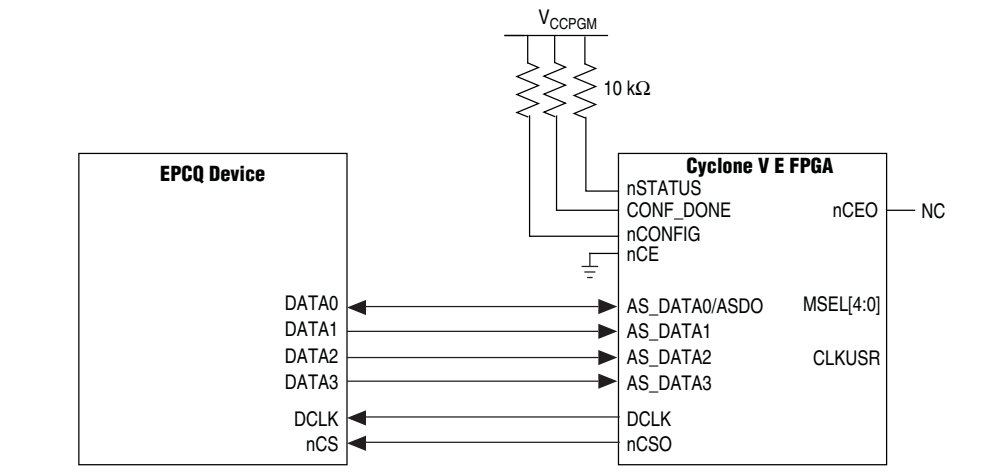 VCCPGM
10 kΩ
EPCQ Device
Cyclone V E FPGA
nSTATUS
CONF_DONE
nCONFIG
nCE
nCEO
NC
DATA0
DATA1
DATA2
DATA3
DCLK
nCS
AS_DATA0/ASDO
AS_DATA1
AS_DATA2
AS_DATA3
DCLK
nCSO
MSEL[4:0]
CLKUSR